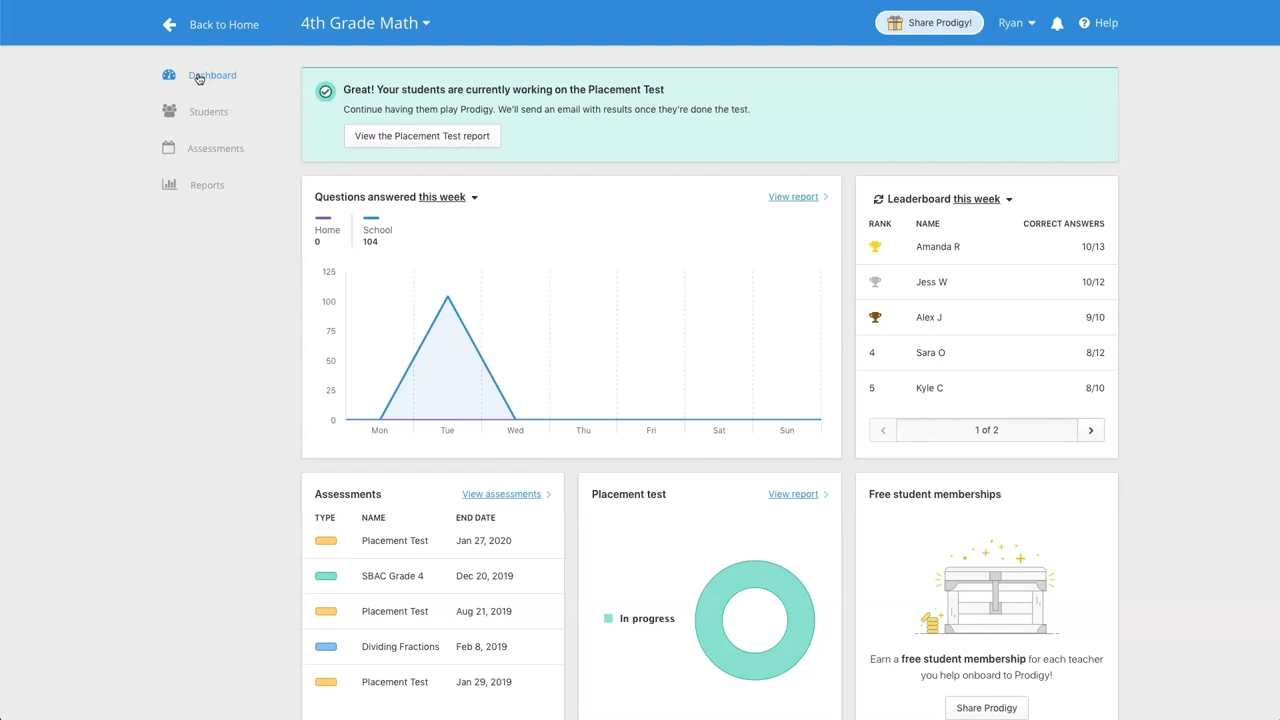 Back to Home
4th Grade Math
Share Prodigy!
Ryan
Help
Dashboard
Students
Assessments
Reports
Great! Your students are currently working on the Placement Test
Continue having them play Prodigy. We'll send an email with results once they're done the test.
View the Placement Test report
Questions answered this week
View report
Home
0
School
104
125
100
75
50
25
0
Mon Tue Wed Thu Fri Sat Sun
Leaderboard this week
RANK NAME CORRECT ANSWERS
Amanda R 10/13
Jess W 10/12
Alex J 9/10
4 Sara O 8/12
5 Kyle C 8/10
1 of 2
Assessments
View assessments
TYPE NAME END DATE
Placement Test Jan 27, 2020
SBAC Grade 4 Dec 20, 2019
Placement Test Aug 21, 2019
Dividing Fractions Feb 8, 2019
Placement Test Jan 29, 2019
Placement test
View report
In progress
Free student memberships
Earn a free student membership for each teacher
you help onboard to Prodigy!
Share Prodigy